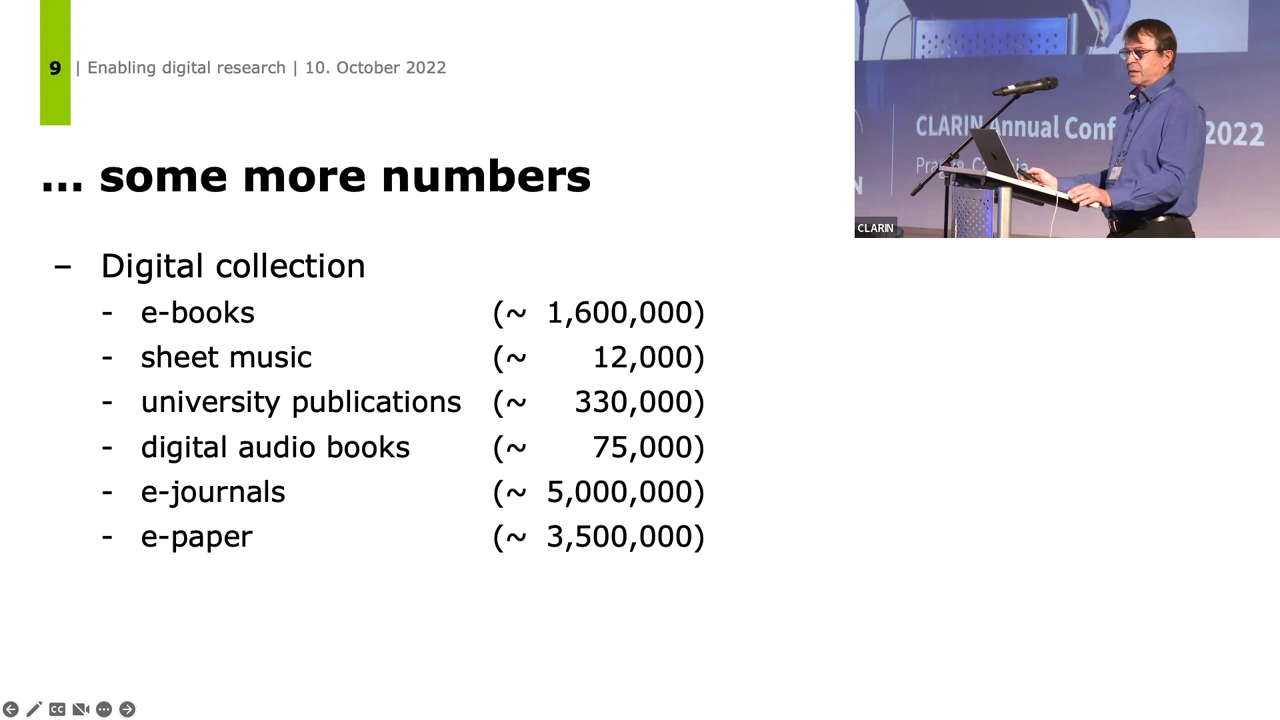 9 | Enabling digital research | 10. October 2022
... some more numbers
– Digital collection
- e-books (~ 1,600,000)
- sheet music (~ 12,000)
- university publications (~ 330,000)
- digital audio books (~ 75,000)
- e-journals (~ 5,000,000)
- e-paper (~ 3,500,000)
CLARIN Annual Conf 2022
CLARIN
CC